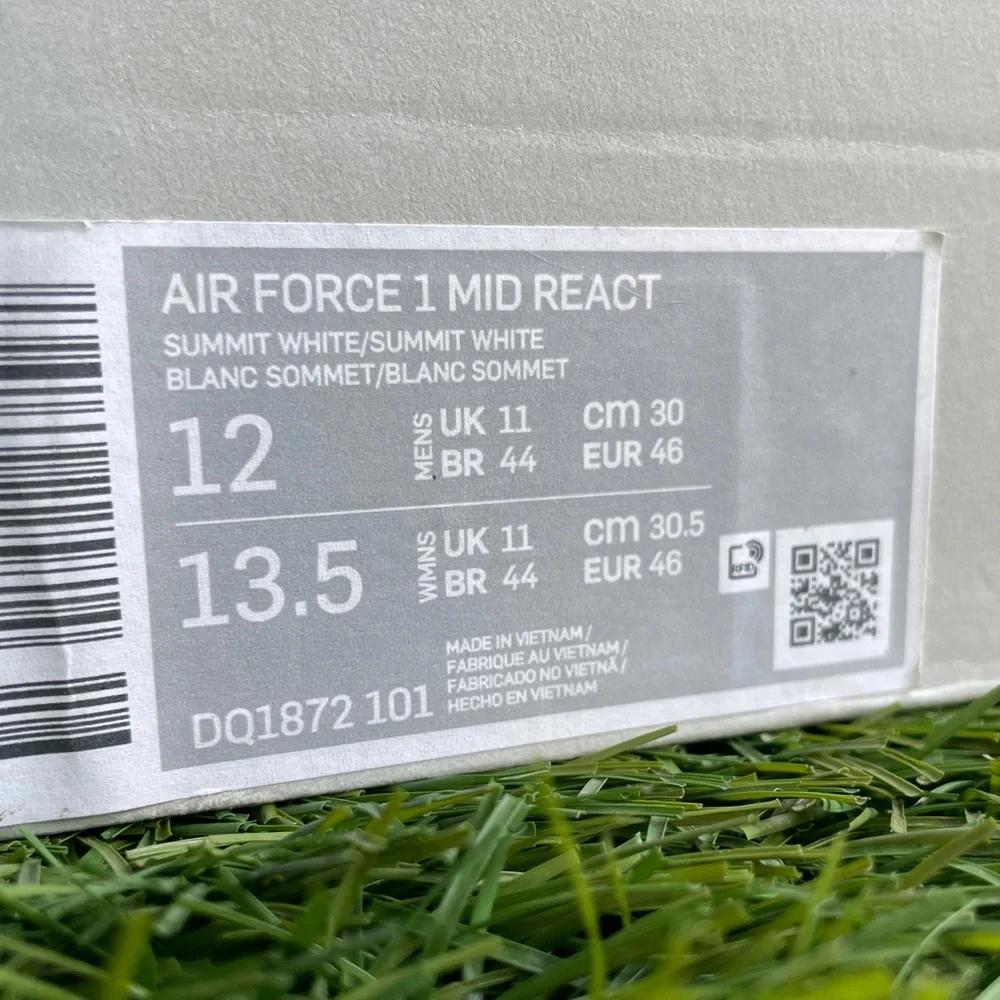 AIR FORCE 1 MID REACT
SUMMIT WHITE/SUMMIT WHITE
BLANC SOMMET/BLANC SOMMET
12 MENS UK 11 cm 30
BR 44 EUR 46
13.5 WMNS UK 11 cm 30.5
BR 44 EUR 46
RFID
MADE IN VIETNAM /
FABRIQUE AU VIETNAM /
FABRICADO NO VIETNÃ /
HECHO EN VIETNAM
DQ1872 101